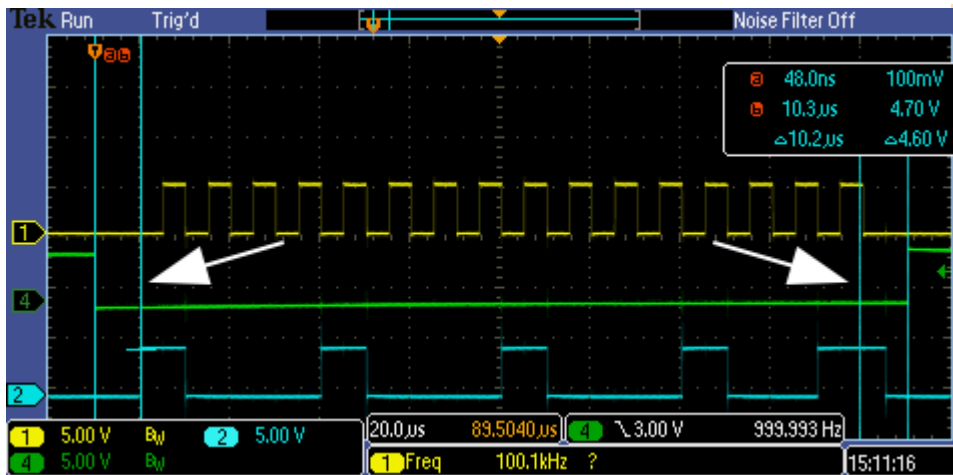 Tek Run Trig'd Noise Filter Off
T a b
a 48.0ns 100mV
b 10.3µs 4.70 V
△10.2µs △4.60 V
1
4
2
1 5.00 V BW 2 5.00 V
4 5.00 V BW
20.0µs 89.5040µs
4 \ 3.00 V 999.993 Hz
1 Freq 100.1kHz ?
15:11:16